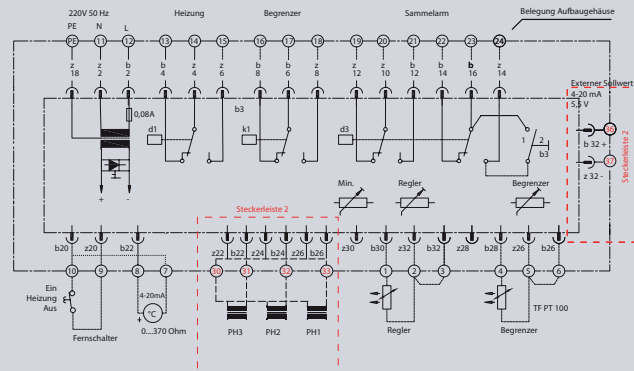 220V 50 Hz Heizung Begrenzer Sammelarm Belegung Aufbaugehäuse
PE N L
PE 11 12 13 14 15 16 17 18 19 20 21 22 23 24
z z b b z z b b z z z b b b z
18 2 2 4 4 6 8 6 8 12 10 12 14 16 14
Externer Sollwert
4-20 mA
5,5 V
0,08A
b3
d1 k1 d3 1 2
b3
36
b 32 +
37
z 32 -
Steckerleiste 2
Min. Regler Begrenzer
+ -
Steckerleiste 2
b20 z20 b22 z22 b22 z24 b24 z26 b26 z30 b30 z32 b32 z28 b28 z26 b26
10 9 8 7 30 31 32 33 1 2 3 4 5 6
Ein
Heizung
Aus
4-20mA
°C
+
0....370 Ohm
Fernschalter
PH3 PH2 PH1
Regler
TF PT 100
Begrenzer